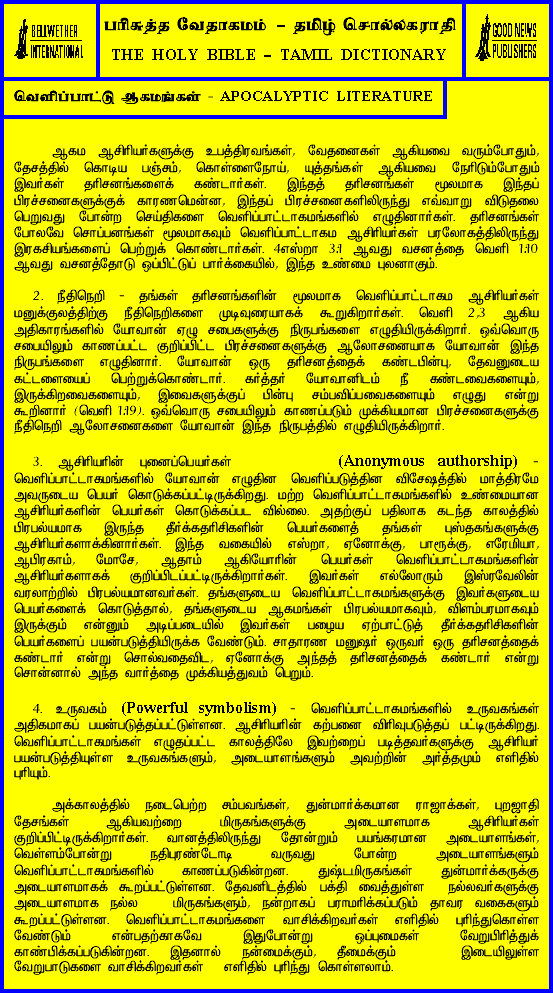 BELLWETHER
INTERNATIONAL
பரிசுத்த வேதாகமம் – தமிழ் சொல்லகராதி
THE HOLY BIBLE – TAMIL DICTIONARY
GOOD NEWS
PUBLISHERS
வெளிப்பாட்டு ஆகமங்கள் - APOCALYPTIC LITERATURE
ஆகம ஆசிரியர்களுக்கு உபத்திரவங்கள், வேதனைகள் ஆகியவை வரும்போதும்,
தேசத்தில் கொடிய பஞ்சம், கொள்ளைநோய், யுத்தங்கள் ஆகியவை நேரிடும்போதும்
இவர்கள் தரிசனங்களைக் கண்டார்கள். இந்தத் தரிசனங்கள் மூலமாக இந்தப்
பிரச்சனைகளுக்குக் காரணமென்ன, இந்தப் பிரச்சனைகளிலிருந்து எவ்வாறு விடுதலை
பெறுவது போன்ற செய்திகளை வெளிப்பாட்டாகமங்களில் எழுதினார்கள். தரிசனங்கள்
போலவே சொப்பனங்கள் மூலமாகவும் வெளிப்பாட்டாகம ஆசிரியர்கள் பரலோகத்திலிருந்து
இரகசியங்களைப் பெற்றுக் கொண்டார்கள். 4எஸ்றா 3:1 ஆவது வசனத்தை வெளி 1:10
ஆவது வசனத்தோடு ஒப்பிட்டுப் பார்க்கையில், இந்த உண்மை புலனாகும்.
2. நீதிநெறி - தங்கள் தரிசனங்களின் மூலமாக வெளிப்பாட்டாகம ஆசிரியர்கள்
மனுக்குலத்திற்கு நீதிநெறிகளை முடிவுரையாகக் கூறுகிறார்கள். வெளி 2,3 ஆகிய
அதிகாரங்களில் யோவான் ஏழு சபைகளுக்கு நிருபங்களை எழுதியிருக்கிறார். ஒவ்வொரு
சபையிலும் காணப்பட்ட குறிப்பிட்ட பிரச்சனைகளுக்கு ஆலோசனையாக யோவான் இந்த
நிருபங்களை எழுதினார். யோவான் ஒரு தரிசனத்தைக் கண்டபின்பு, தேவனுடைய
கட்டளையைப் பெற்றுக்கொண்டார். கர்த்தர் யோவானிடம் நீ கண்டவைகளையும்,
இருக்கிறவைகளையும், இவைகளுக்குப் பின்பு சம்பவிப்பவைகளையும் எழுது என்று
கூறினார் (வெளி 1:19). ஒவ்வொரு சபையிலும் காணப்படும் முக்கியமான பிரச்சனைகளுக்கு
நீதிநெறி ஆலோசனைகளை யோவான் இந்த நிருபத்தில் எழுதியிருக்கிறார்.
3. ஆசிரியரின் புனைப்பெயர்கள் (Anonymous authorship) -
வெளிப்பாட்டாகமங்களில் யோவான் எழுதின வெளிப்படுத்தின விசேஷத்தில் மாத்திரமே
அவருடைய பெயர் கொடுக்கப்பட்டிருக்கிறது. மற்ற வெளிப்பாட்டாகமங்களில் உண்மையான
ஆசிரியர்களின் பெயர்கள் கொடுக்கப்பட வில்லை. அதற்குப் பதிலாக கடந்த காலத்தில்
பிரபல்யமாக இருந்த தீர்க்கதரிசிகளின் பெயர்களைத் தங்கள் புஸ்தகங்களுக்கு
ஆசிரியர்களாக்கினார்கள். இந்த வகையில் எஸ்றா, ஏனோக்கு, பாரூக்கு, எரேமியா,
ஆபிரகாம், மோசே, ஆதாம் ஆகியோரின் பெயர்கள் வெளிப்பாட்டாகமங்களின்
ஆசிரியர்களாகக் குறிப்பிடப்பட்டிருக்கிறார்கள். இவர்கள் எல்லோரும் இஸ்ரவேலின்
வரலாற்றில் பிரபல்யமானவர்கள். தங்களுடைய வெளிப்பாட்டாகமங்களுக்கு இவர்களுடைய
பெயர்களைக் கொடுத்தால், தங்களுடைய ஆகமங்கள் பிரபல்யமாகவும், விளம்பரமாகவும்
இருக்கும் என்னும் அடிப்படையில் இவர்கள் பழைய ஏற்பாட்டுத் தீர்க்கதரிசிகளின்
பெயர்களைப் பயன்படுத்தியிருக்க வேண்டும். சாதாரண மனுஷர் ஒருவர் ஒரு தரிசனத்தைக்
கண்டார் என்று சொல்வதைவிட, ஏனோக்கு அந்தத் தரிசனத்தைக் கண்டார் என்று
சொன்னால் அந்த வார்த்தை முக்கியத்துவம் பெறும்.
4. உருவகம் (Powerful symbolism) - வெளிப்பாட்டாகமங்களில் உருவகங்கள்
அதிகமாகப் பயன்படுத்தப்பட்டுள்ளன. ஆசிரியரின் கற்பனை விரிவுபடுத்தப் பட்டிருக்கிறது.
வெளிப்பாட்டாகமங்கள் எழுதப்பட்ட காலத்திலே இவற்றைப் படித்தவர்களுக்கு ஆசிரியர்
பயன்படுத்தியுள்ள உருவகங்களும், அடையாளங்களும் அவற்றின் அர்த்தமும் எளிதில்
புரியும்.
அக்காலத்தில் நடைபெற்ற சம்பவங்கள், துன்மார்க்கமான ராஜாக்கள், புறஜாதி
தேசங்கள் ஆகியவற்றை மிருகங்களுக்கு அடையாளமாக ஆசிரியர்கள்
குறிப்பிட்டிருக்கிறார்கள். வானத்திலிருந்து தோன்றும் பயங்கரமான அடையாளங்கள்,
வெள்ளம்போன்று நதிபுரண்டோடி வருவது போன்ற அடையாளங்களும்
வெளிப்பாட்டாகமங்களில் காணப்படுகின்றன. துஷ்டமிருகங்கள் துன்மார்க்கருக்கு
அடையாளமாகக் கூறப்பட்டுள்ளன. தேவனிடத்தில் பக்தி வைத்துள்ள நல்லவர்களுக்கு
அடையாளமாக நல்ல மிருகங்களும், நன்றாகப் பராமரிக்கப்படும் தாவர வகைகளும்
கூறப்பட்டுள்ளன. வெளிப்பாட்டாகமங்களை வாசிக்கிறவர்கள் எளிதில் புரிந்துகொள்ள
வேண்டும் என்பதற்காகவே இதுபோன்று ஒப்புமைகள் வேறுபிரித்துக்
காண்பிக்கப்படுகின்றன. இதனால் நன்மைக்கும், தீமைக்கும் இடையிலுள்ள
வேறுபாடுகளை வாசிக்கிறவர்கள் எளிதில் புரிந்து கொள்ளலாம்.